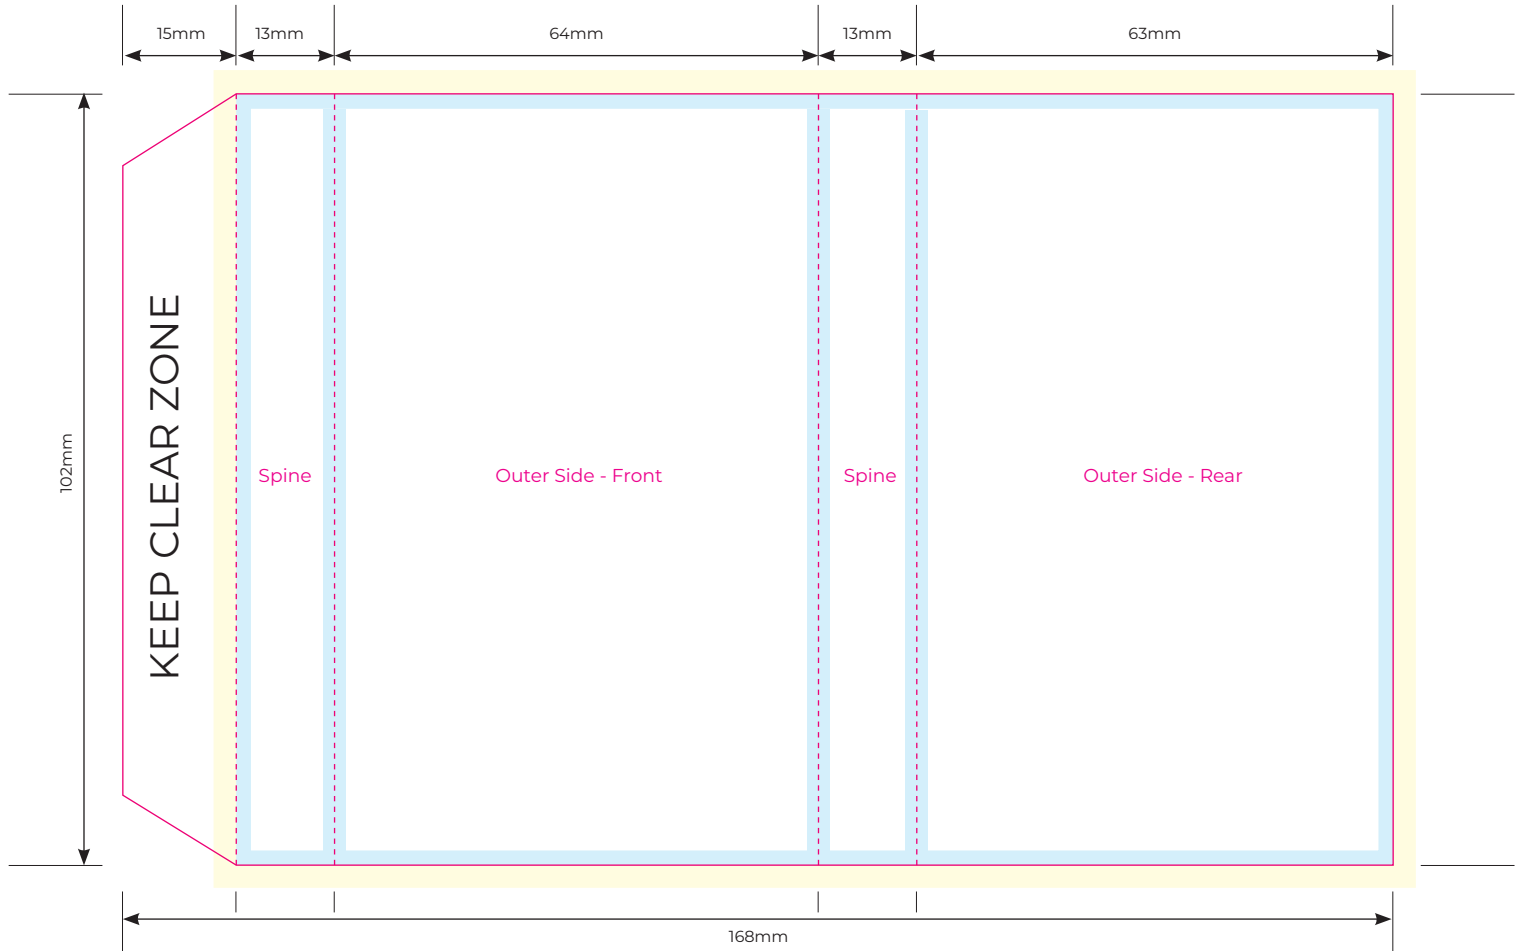 15mm
13mm
64mm
13mm
63mm
102mm
KEEP CLEAR ZONE
Spine
Outer Side - Front
Spine
Outer Side - Rear
168mm